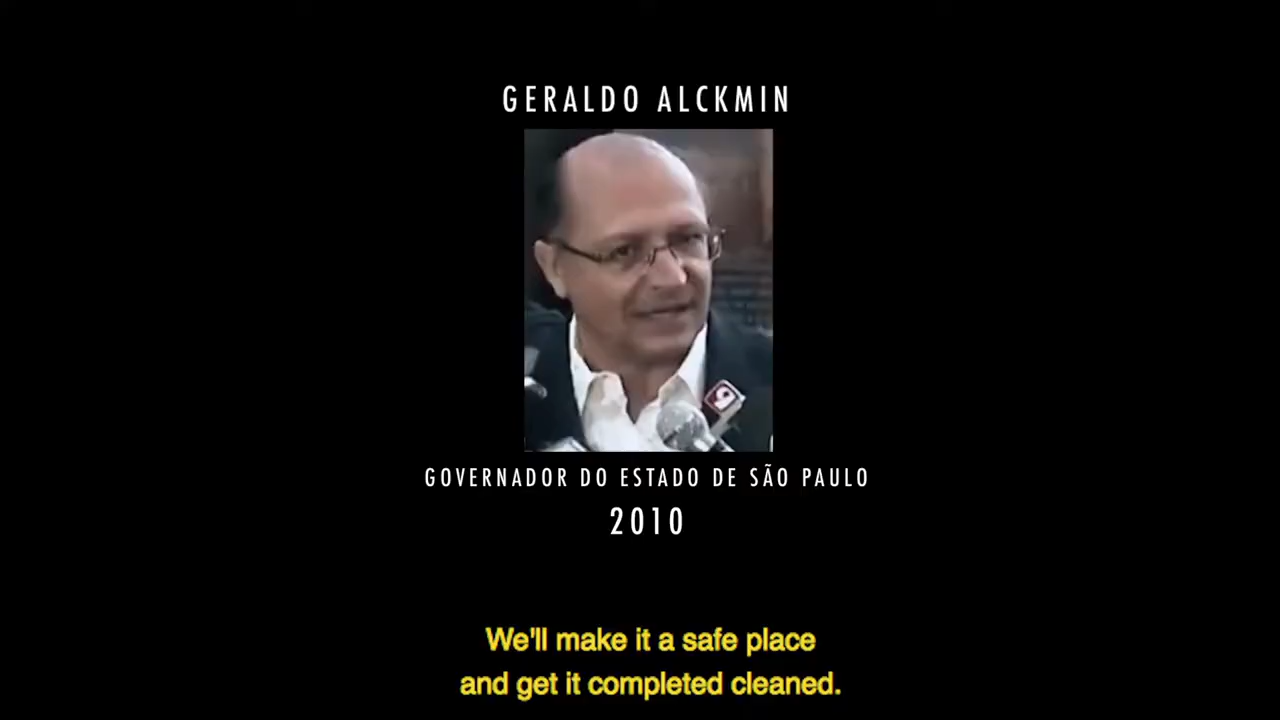 GERALDO ALCKMIN
GOVERNADOR DO ESTADO DE SÃO PAULO
2010
We'll make it a safe place
and get it completed cleaned.